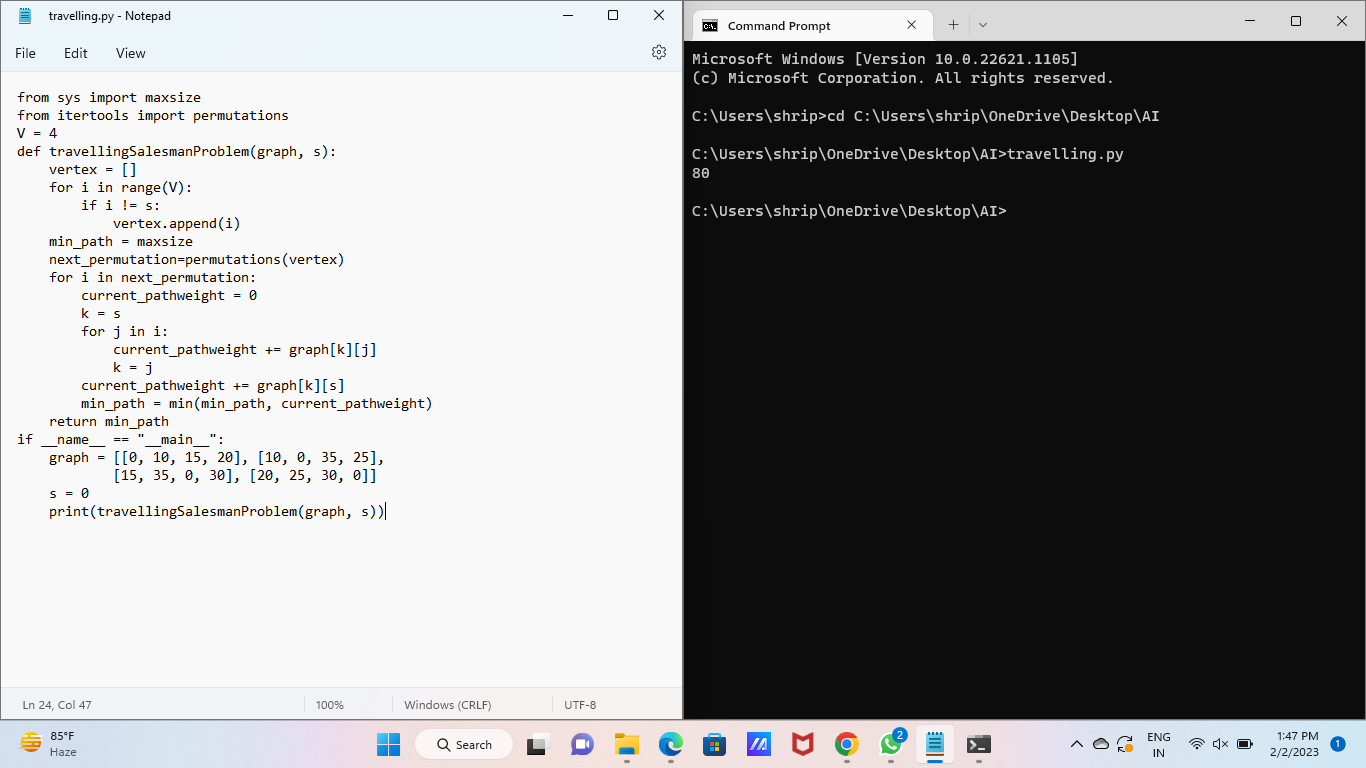 travelling.py - Notepad
File Edit View
from sys import maxsize
from itertools import permutations
V = 4
def travellingSalesmanProblem(graph, s):
    vertex = []
    for i in range(V):
        if i != s:
            vertex.append(i)
    min_path = maxsize
    next_permutation=permutations(vertex)
    for i in next_permutation:
        current_pathweight = 0
        k = s
        for j in i:
            current_pathweight += graph[k][j]
            k = j
        current_pathweight += graph[k][s]
        min_path = min(min_path, current_pathweight)
    return min_path
if __name__ == "__main__":
    graph = [[0, 10, 15, 20], [10, 0, 35, 25],
            [15, 35, 0, 30], [20, 25, 30, 0]]
    s = 0
    print(travellingSalesmanProblem(graph, s))
Ln 24, Col 47 100% Windows (CRLF) UTF-8
Command Prompt
Microsoft Windows [Version 10.0.22621.1105]
(c) Microsoft Corporation. All rights reserved.
C:\Users\shrip>cd C:\Users\shrip\OneDrive\Desktop\AI
C:\Users\shrip\OneDrive\Desktop\AI>travelling.py
80
C:\Users\shrip\OneDrive\Desktop\AI>
85°F
Haze
Search
2
ENG
IN
1:47 PM
2/2/2023
1